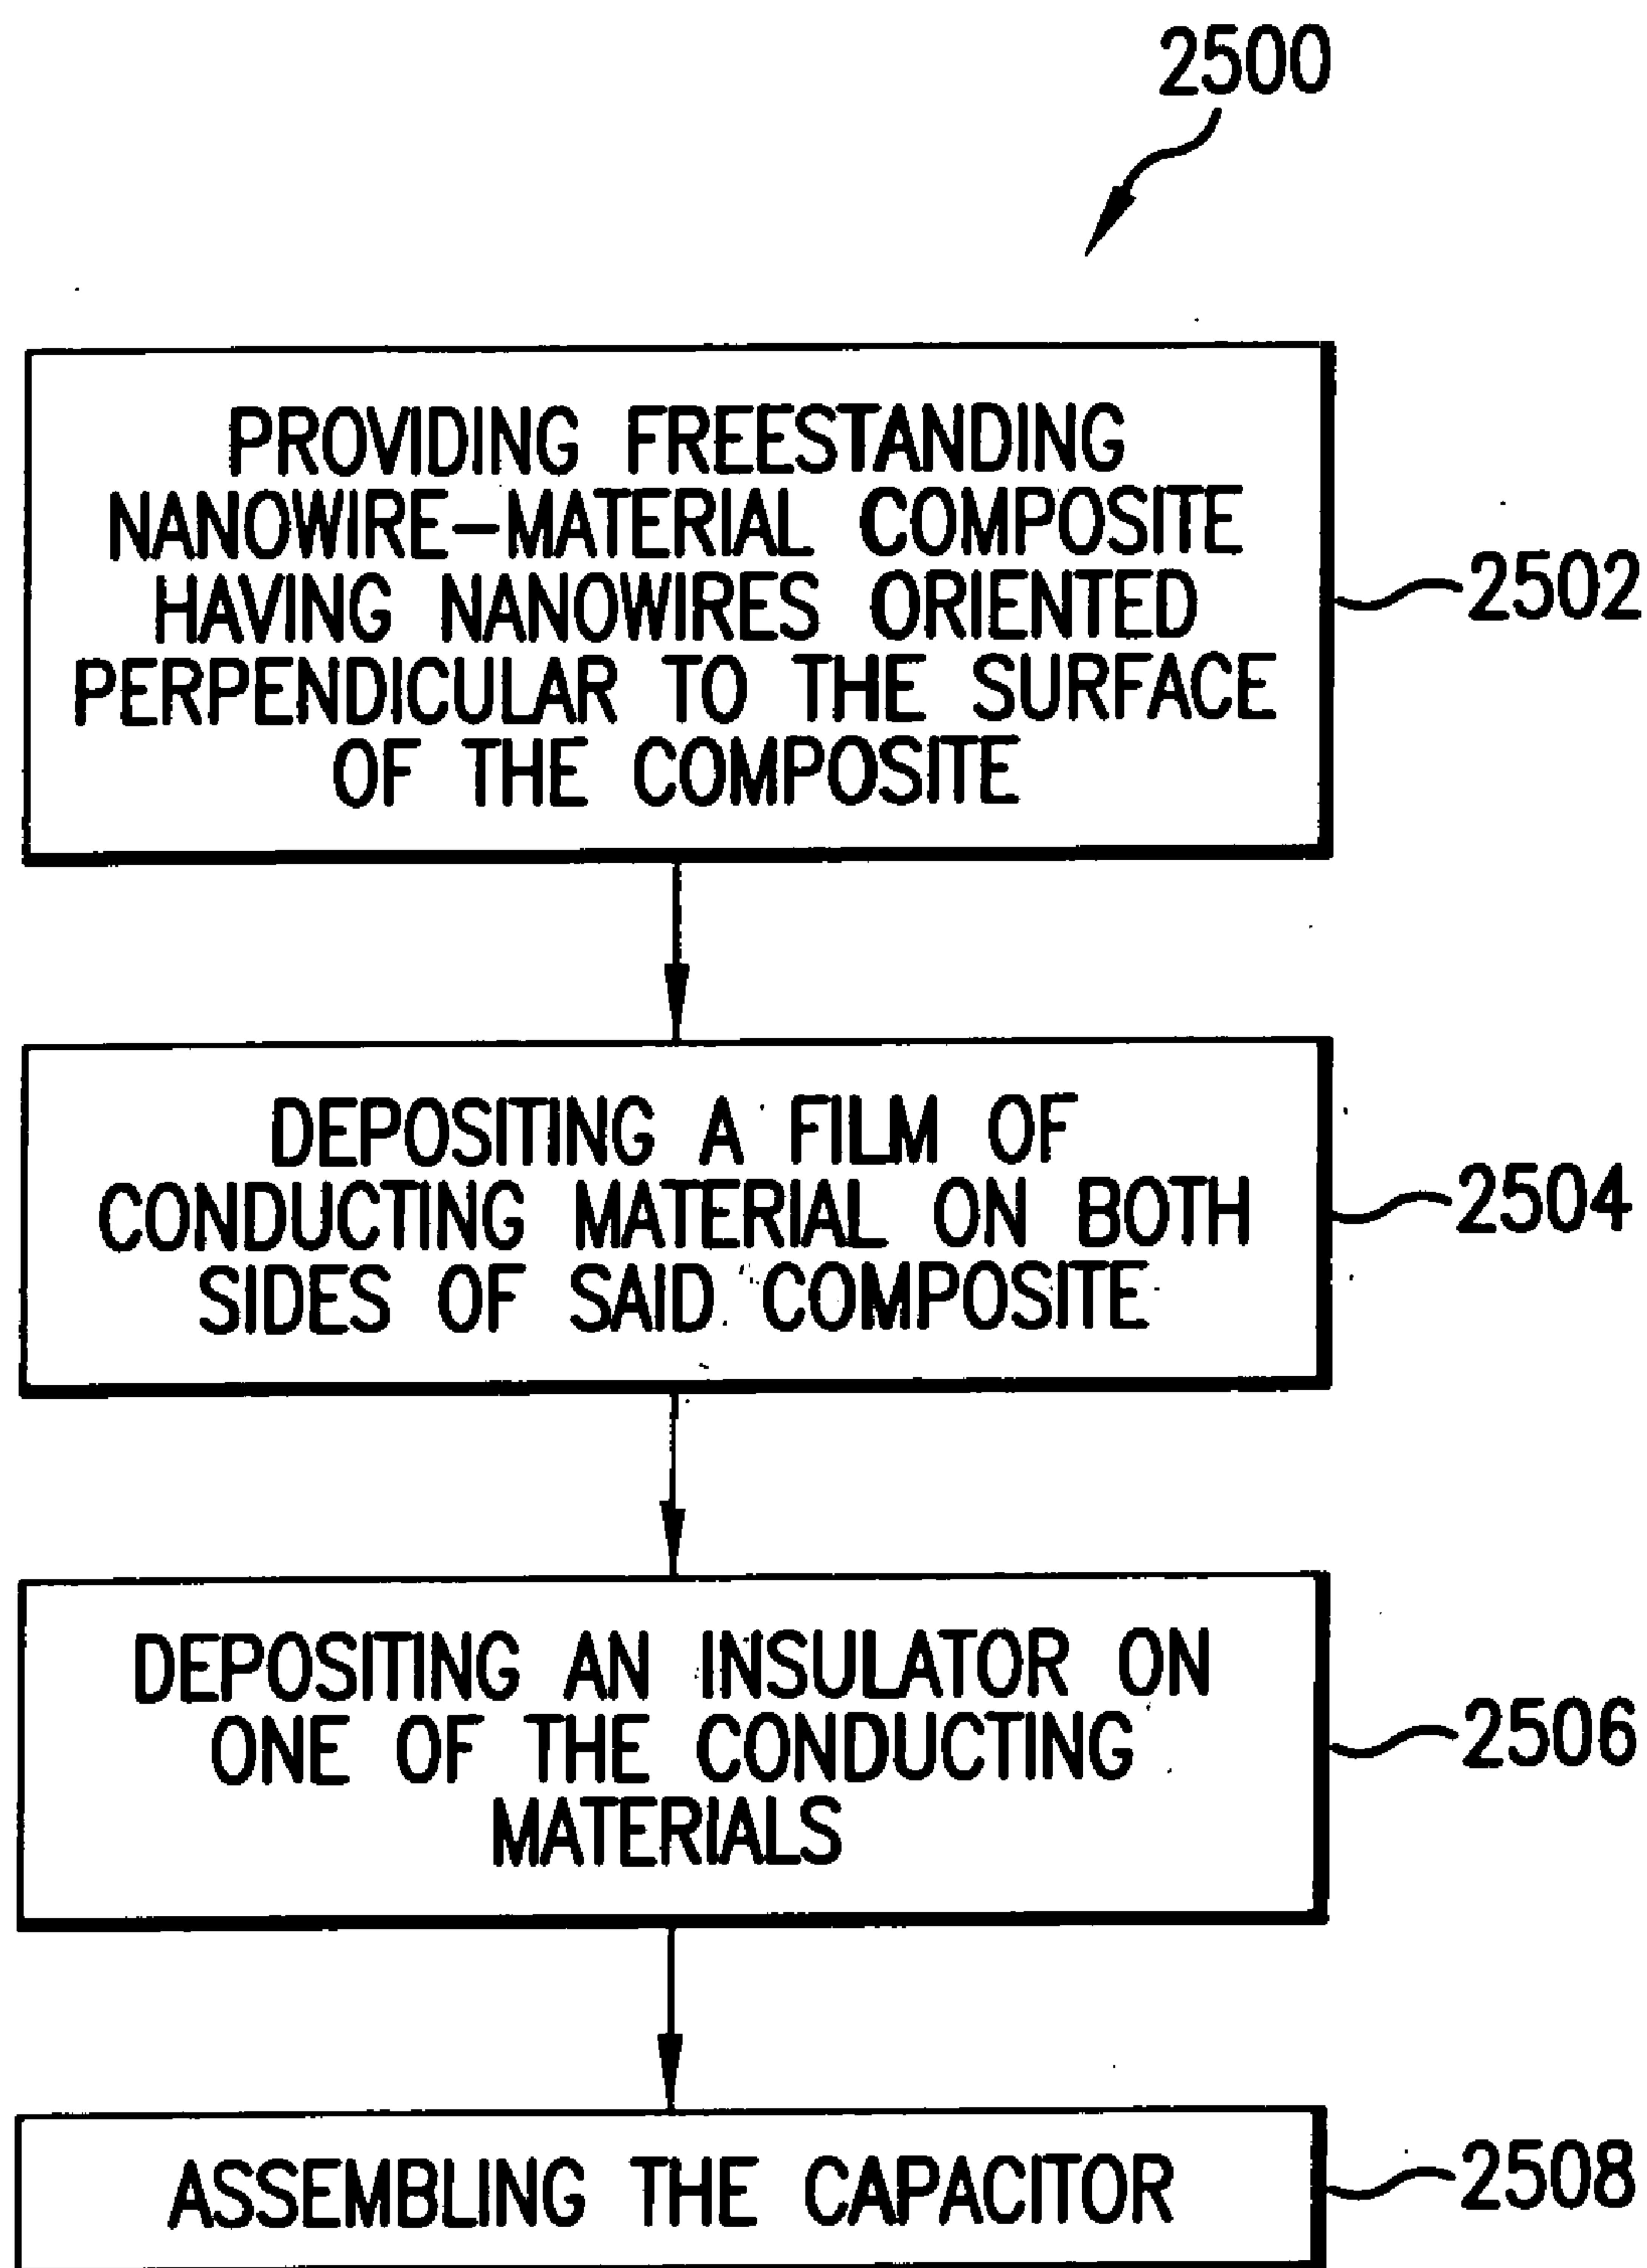 2500
PROVIDING FREESTANDING
NANOWIRE-MATERIAL COMPOSITE
HAVING NANOWIRES ORIENTED
PERPENDICULAR TO THE SURFACE
OF THE COMPOSITE
2502
DEPOSITING A FILM OF
CONDUCTING MATERIAL ON BOTH
SIDES OF SAID COMPOSITE
2504
DEPOSITING AN INSULATOR ON
ONE OF THE CONDUCTING
MATERIALS
2506
ASSEMBLING THE CAPACITOR
2508